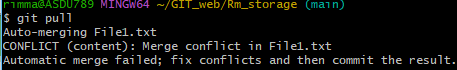 rimma@ASDU789 MINGW64 ~/GIT_web/Rm_storage (main)
$ git pull
Auto-merging File1.txt
CONFLICT (content): Merge conflict in File1.txt
Automatic merge failed; fix conflicts and then commit the result.